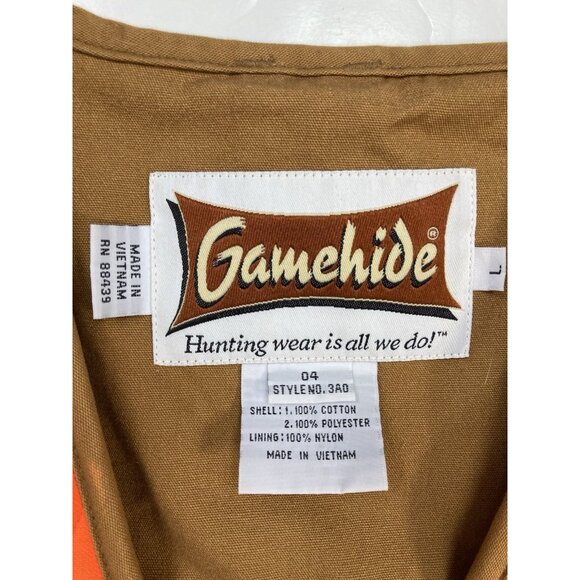 Gamehide®
Hunting wear is all we do!™
MADE IN
VIETNAM
RN 88439
L
04
STYLE NO. 3AO
SHELL: 1. 100% COTTON
2. 100% POLYESTER
LINING: 100% NYLON
MADE IN VIETNAM